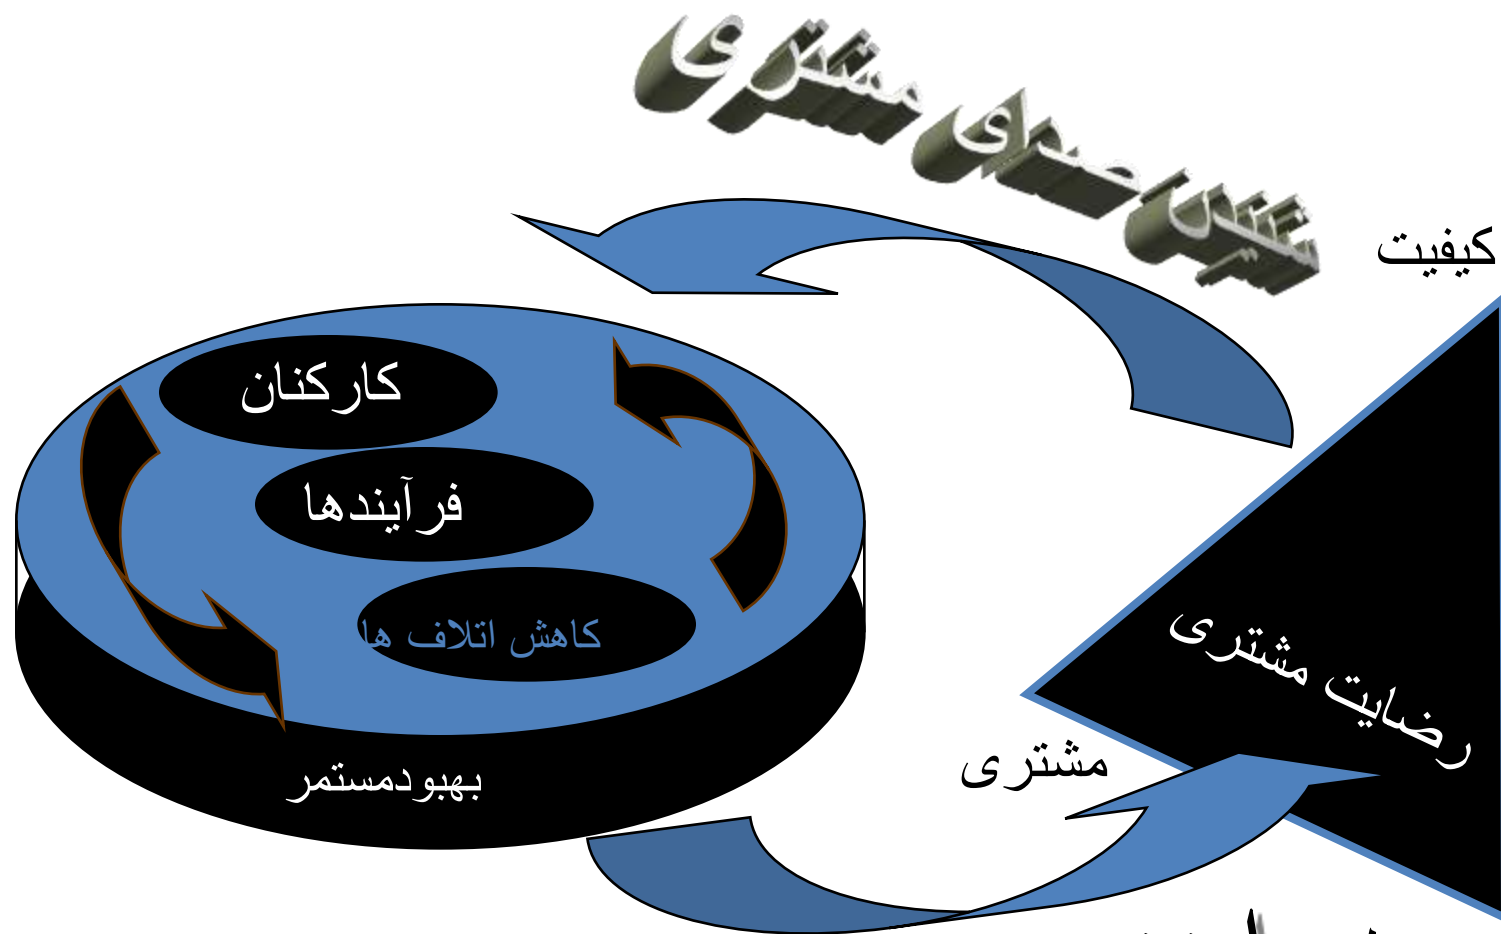 شنیدن صدای مشتری
کیفیت
کارکنان
فرآیندها
کاهش اتلاف ها
رضایت مشتری
مشتری
بهبودمستمر